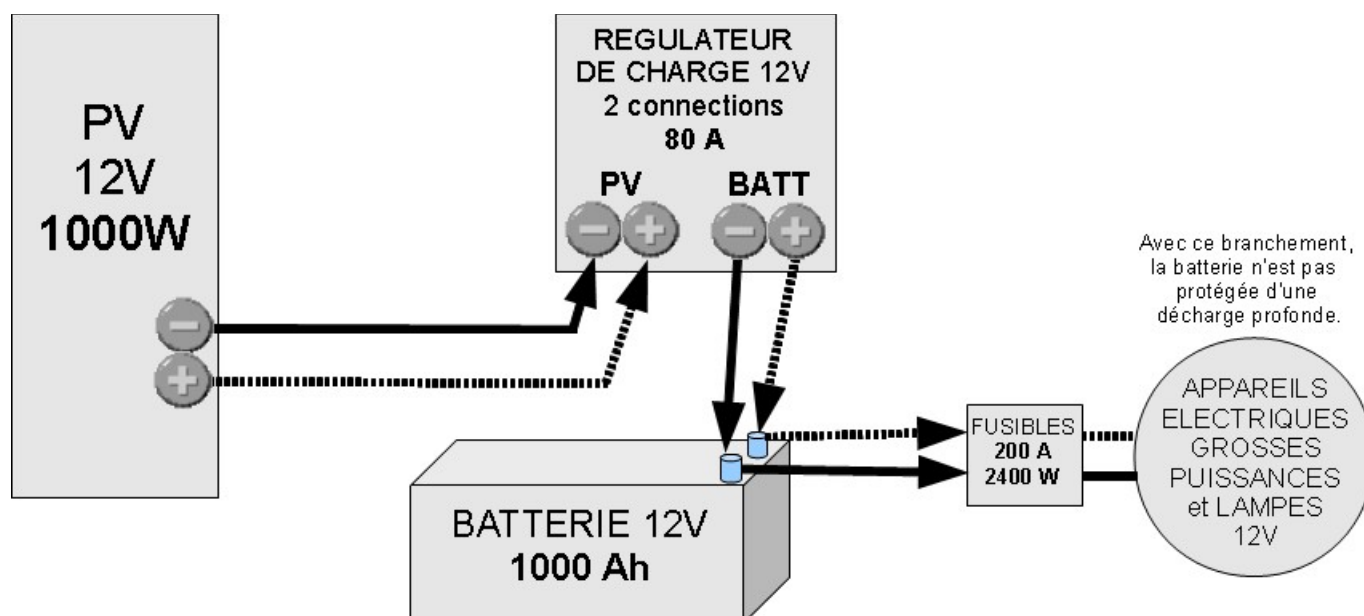 PV
12V
1000W
REGULATEUR
DE CHARGE 12V
2 connections
80 A
PV BATT
Avec ce branchement,
la batterie n'est pas
protégée d'une
décharge profonde.
FUSIBLES
200 A
2400 W
APPAREILS
ELECTRIQUES
GROSSES
PUISSANCES
et LAMPES
12V
BATTERIE 12V
1000 Ah